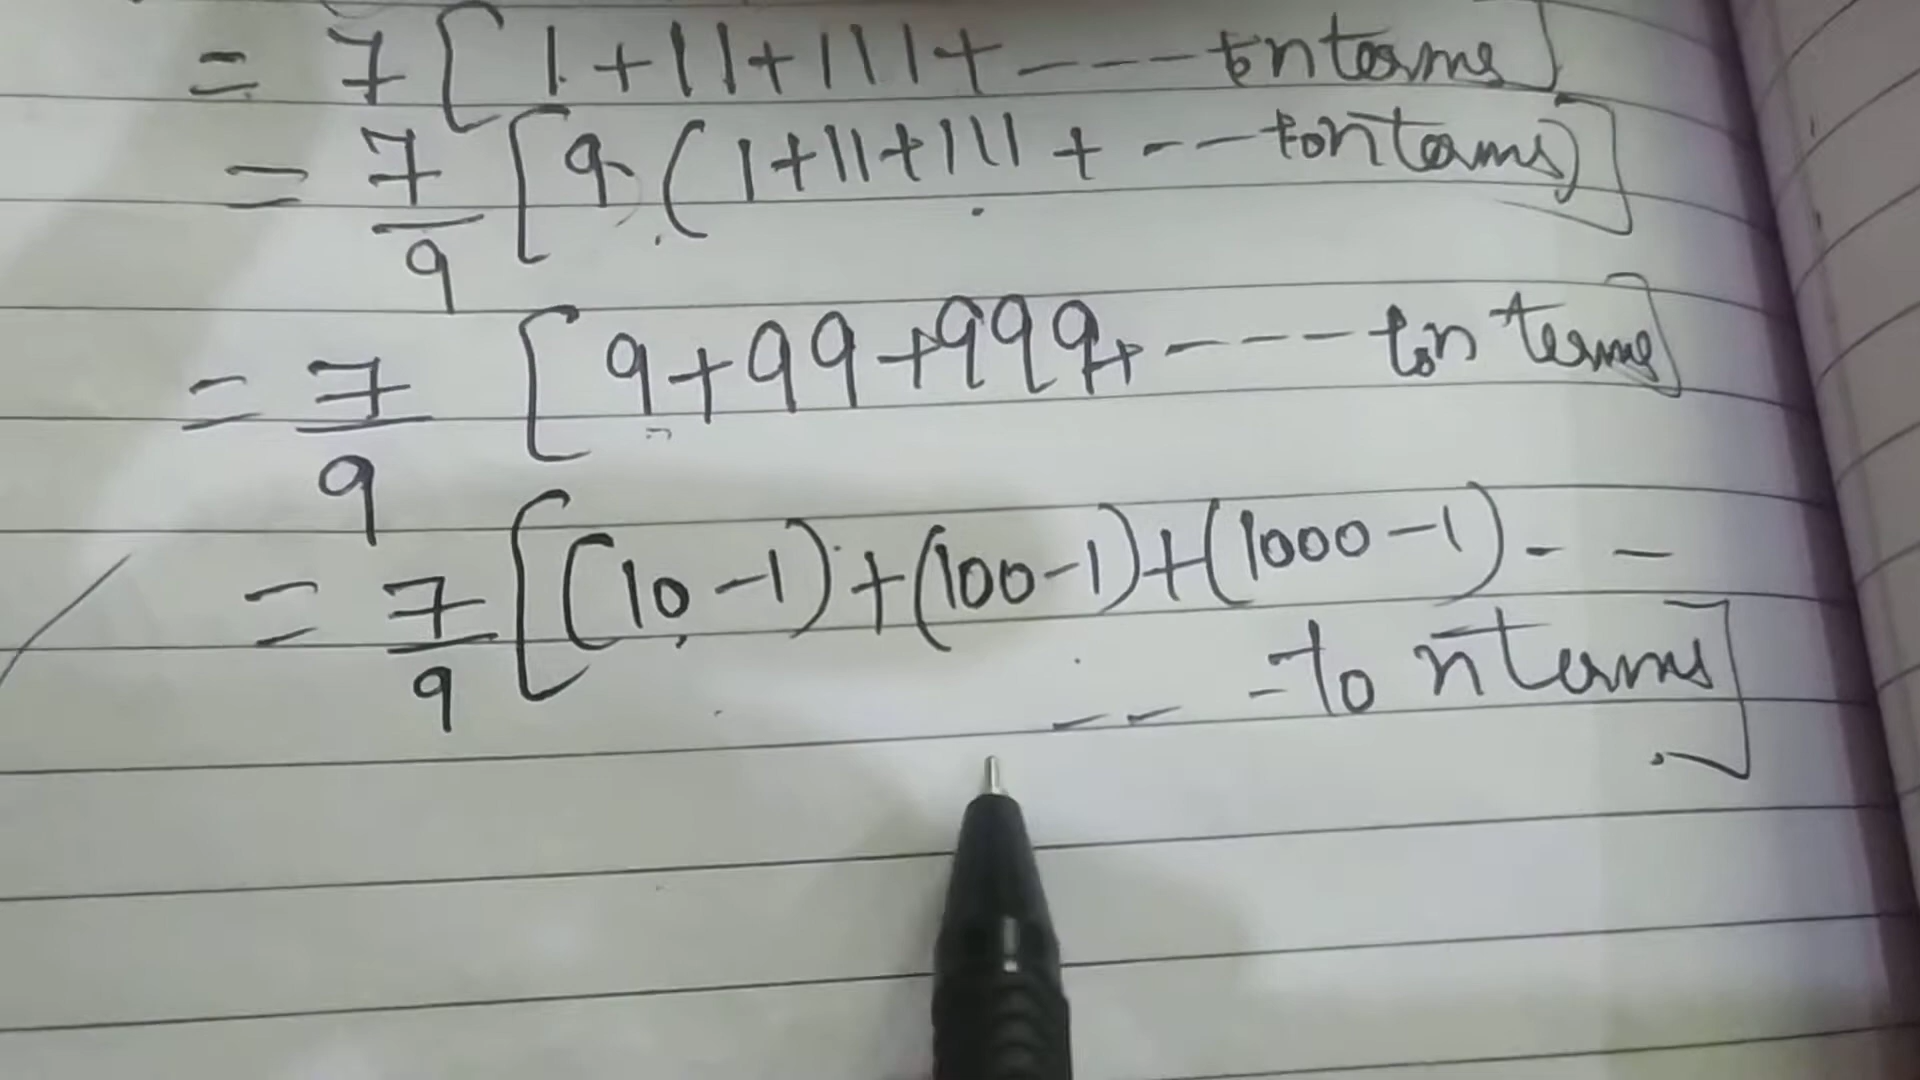 = 7 [ 1 + 11 + 111 + ---- to n terms ]
= 7/9 [ 9 ( 1 + 11 + 111 + --- to n terms) ]
= 7/9 [ 9 + 99 + 999 + ---- to n terms ]
= 7/9 [ (10 - 1) + (100 - 1) + (1000 - 1) - -
-- - to n terms ]